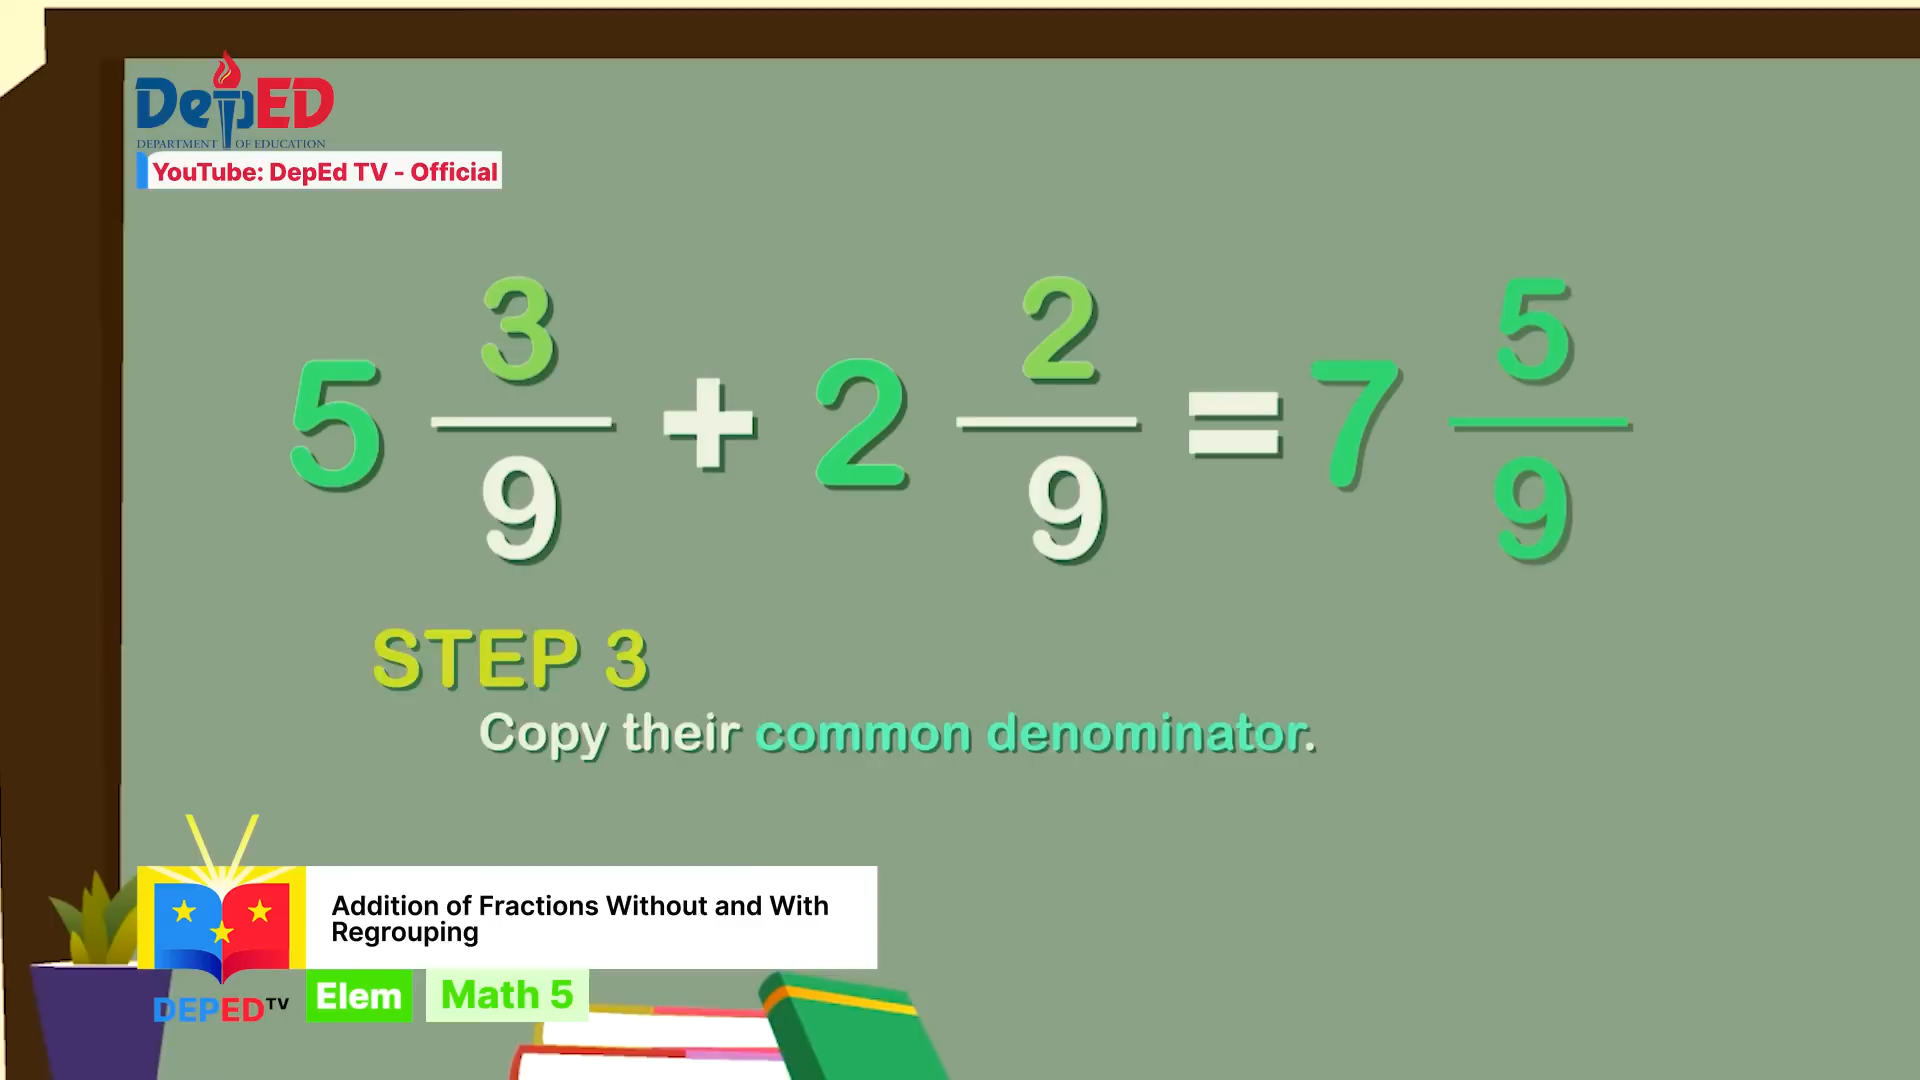 DepED
DEPARTMENT OF EDUCATION
YouTube: DepEd TV - Official
5 3/9 + 2 2/9 = 7 5/9
STEP 3
Copy their common denominator.
Addition of Fractions Without and With
Regrouping
DEPED TV
Elem
Math 5